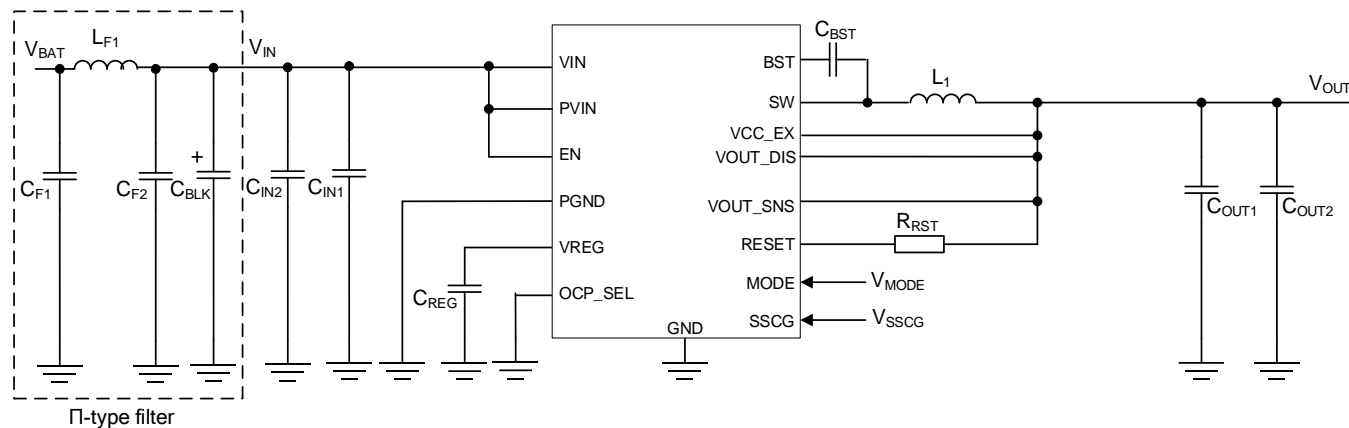 V_BAT
L_F1
V_IN
C_F1
C_F2
+
C_BLK
C_IN2
C_IN1
C_REG
VIN
PVIN
EN
PGND
VREG
OCP_SEL
GND
BST
SW
VCC_EX
VOUT_DIS
VOUT_SNS
RESET
MODE
SSCG
C_BST
L_1
R_RST
V_MODE
V_SSCG
V_OUT
C_OUT1
C_OUT2
Π-type filter